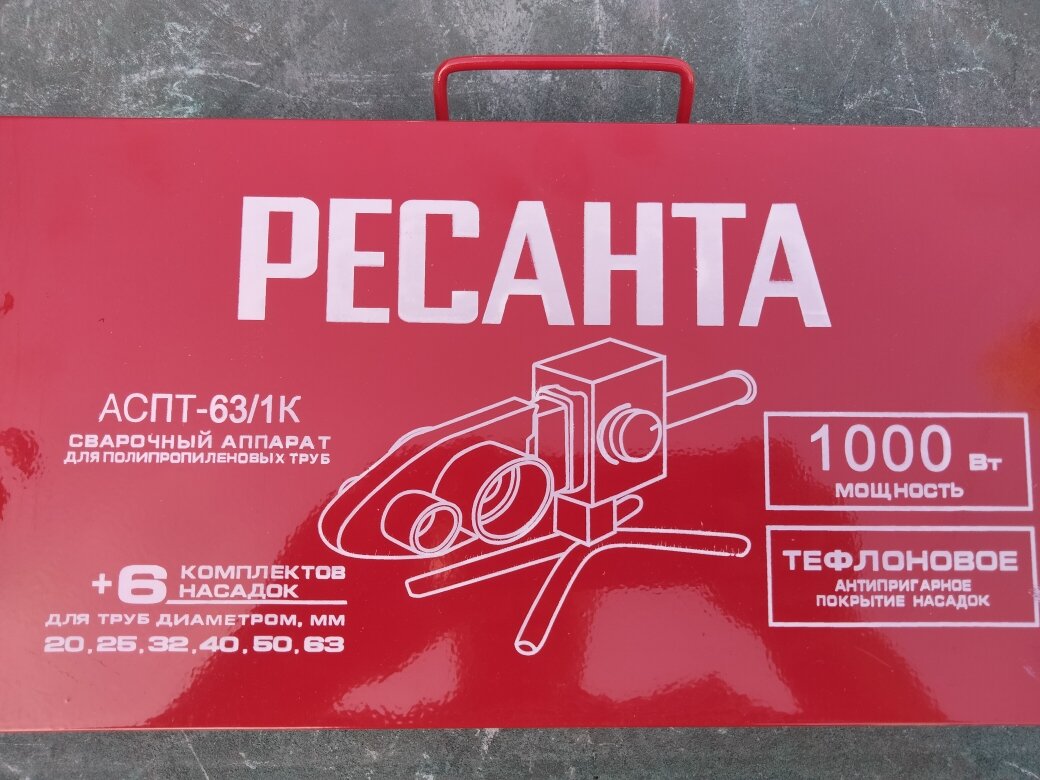 РЕСАНТА
АСПТ-63/1К
СВАРОЧНЫЙ АППАРАТ
ДЛЯ ПОЛИПРОПИЛЕНОВЫХ ТРУБ
1000 Вт
МОЩНОСТЬ
ТЕФЛОНОВОЕ
АНТИПРИГАРНОЕ
ПОКРЫТИЕ НАСАДОК
+6 КОМПЛЕКТОВ
НАСАДОК
ДЛЯ ТРУБ ДИАМЕТРОМ, ММ
20,25,32,40,50,63